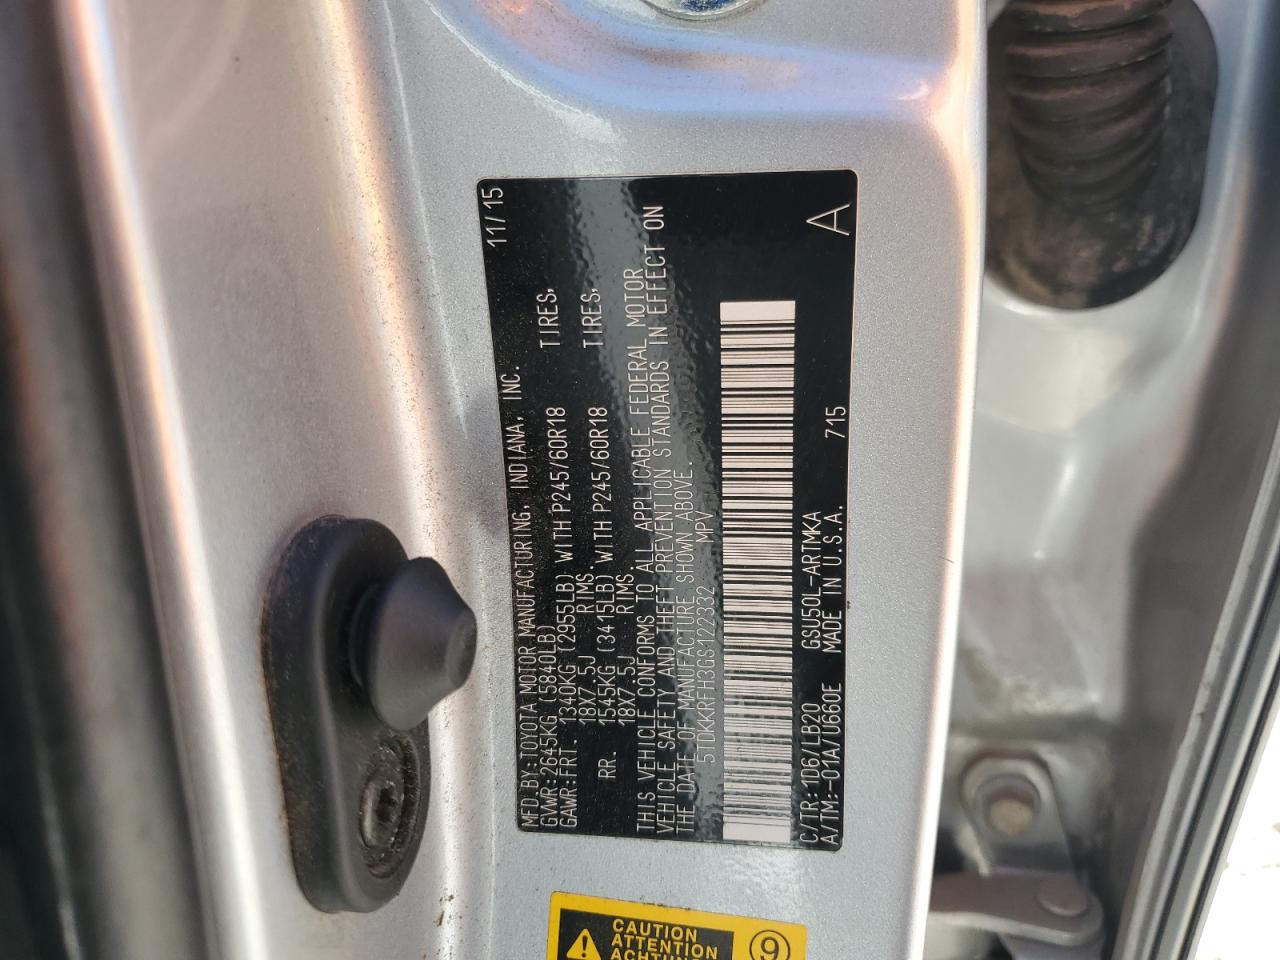 MFD.BY:TOYOTA MOTOR MANUFACTURING, INDIANA, INC. 11/15
GVWR:2645KG (5840LB)
GAWR:FRT. 1340KG (2955LB) WITH P245/60R18 TIRES,
18X7.5J RIMS
RR. 1545KG (3415LB) WITH P245/60R18 TIRES,
18X7.5J RIMS
THIS VEHICLE CONFORMS TO ALL APPLICABLE FEDERAL MOTOR
VEHICLE SAFETY AND THEFT PREVENTION STANDARDS IN EFFECT ON
THE DATE OF MANUFACTURE SHOWN ABOVE.
5TDKKRFH3GS122332 MPV
C/TR:1D6/LB20 GSU50L-ARTMKA 715 A
A/TM:-01A/U660E MADE IN U.S.A.
CAUTION
ATTENTION
ACHTUNG
9